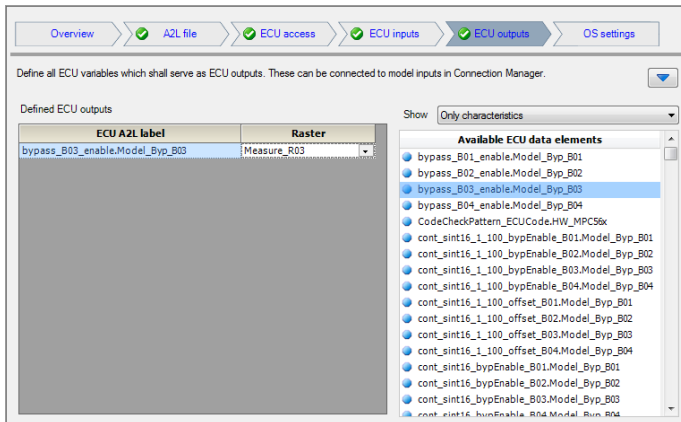 Overview
A2L file
ECU access
ECU inputs
ECU outputs
OS settings
Define all ECU variables which shall serve as ECU outputs. These can be connected to model inputs in Connection Manager.
Defined ECU outputs
ECU A2L label
Raster
bypass_B03_enable.Model_Byp_B03
Measure_R03
Show
Only characteristics
Available ECU data elements
bypass_B01_enable.Model_Byp_B01
bypass_B02_enable.Model_Byp_B02
bypass_B03_enable.Model_Byp_B03
bypass_B04_enable.Model_Byp_B04
CodeCheckPattern_ECUCode.HW_MPC56x
cont_sint16_1_100_bypEnable_B01.Model_Byp_B01
cont_sint16_1_100_bypEnable_B02.Model_Byp_B02
cont_sint16_1_100_bypEnable_B03.Model_Byp_B03
cont_sint16_1_100_bypEnable_B04.Model_Byp_B04
cont_sint16_1_100_offset_B01.Model_Byp_B01
cont_sint16_1_100_offset_B02.Model_Byp_B02
cont_sint16_1_100_offset_B03.Model_Byp_B03
cont_sint16_1_100_offset_B04.Model_Byp_B04
cont_sint16_bypEnable_B01.Model_Byp_B01
cont_sint16_bypEnable_B02.Model_Byp_B02
cont_sint16_bypEnable_B03.Model_Byp_B03
cont_sint16_bypEnable_B04.Model_Byp_B04